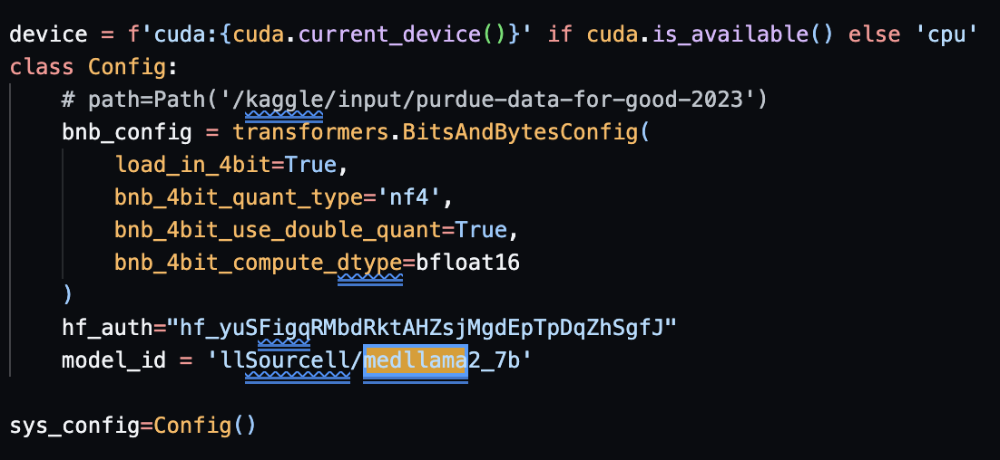 device = f'cuda:{cuda.current_device()}' if cuda.is_available() else 'cpu'
class Config:
    # path=Path('/kaggle/input/purdue-data-for-good-2023')
    bnb_config = transformers.BitsAndBytesConfig(
        load_in_4bit=True,
        bnb_4bit_quant_type='nf4',
        bnb_4bit_use_double_quant=True,
        bnb_4bit_compute_dtype=bfloat16
    )
    hf_auth="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"
    model_id = 'llSourcell/medllama2_7b'
sys_config=Config()